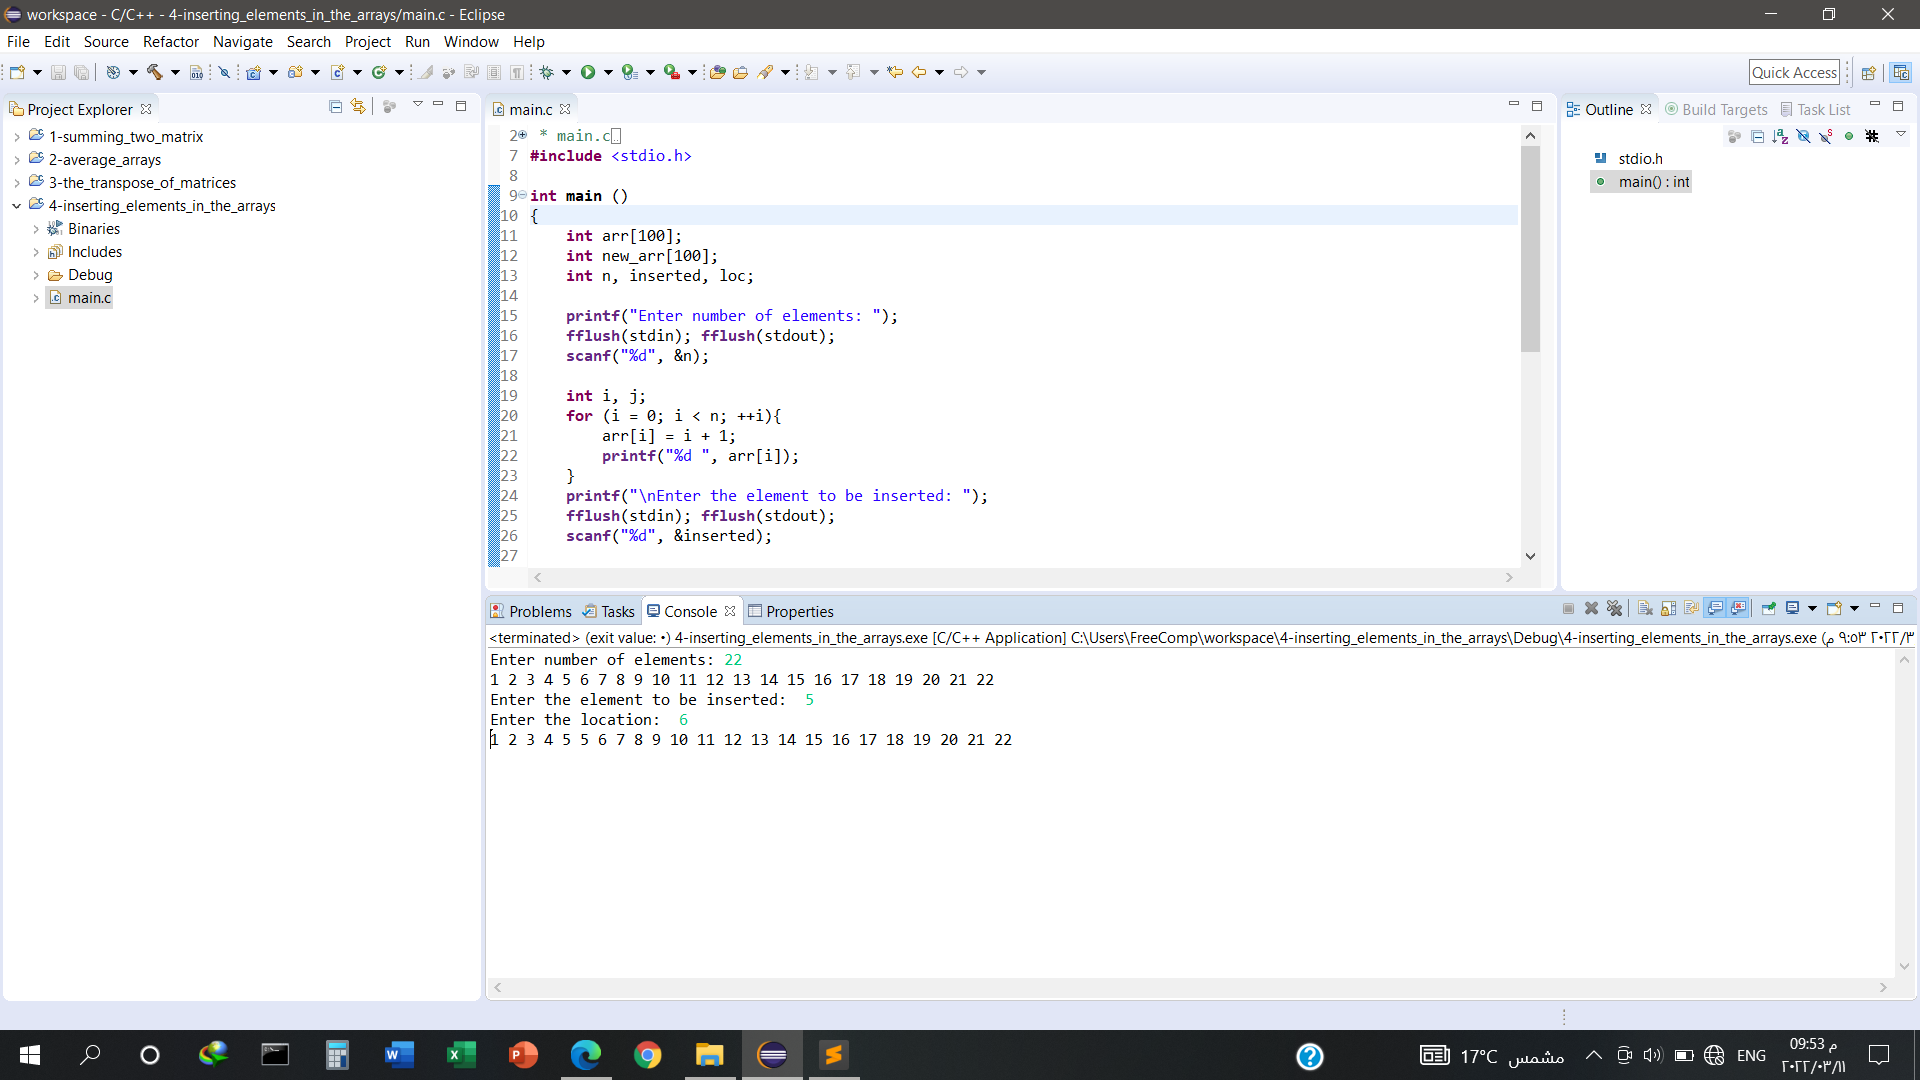 workspace - C/C++ - 4-inserting_elements_in_the_arrays/main.c - Eclipse
File Edit Source Refactor Navigate Search Project Run Window Help
Quick Access
Project Explorer
1-summing_two_matrix
2-average_arrays
3-the_transpose_of_matrices
4-inserting_elements_in_the_arrays
Binaries
Includes
Debug
main.c
main.c
2 * main.c
7 #include <stdio.h>
8
9 int main ()
10 {
11 int arr[100];
12 int new_arr[100];
13 int n, inserted, loc;
14
15 printf("Enter number of elements: ");
16 fflush(stdin); fflush(stdout);
17 scanf("%d", &n);
18
19 int i, j;
20 for (i = 0; i < n; ++i){
21 arr[i] = i + 1;
22 printf("%d ", arr[i]);
23 }
24 printf("\nEnter the element to be inserted: ");
25 fflush(stdin); fflush(stdout);
26 scanf("%d", &inserted);
27
Outline Build Targets Task List
stdio.h
main() : int
Problems Tasks Console Properties
<terminated> (exit value: ٠) 4-inserting_elements_in_the_arrays.exe [C/C++ Application] C:\Users\FreeComp\workspace\4-inserting_elements_in_the_arrays\Debug\4-inserting_elements_in_the_arrays.exe (م ٩:٥٣ ٢٠٢٢/٣
Enter number of elements: 22
1 2 3 4 5 6 7 8 9 10 11 12 13 14 15 16 17 18 19 20 21 22
Enter the element to be inserted:  5
Enter the location:  6
1 2 3 4 5 5 6 7 8 9 10 11 12 13 14 15 16 17 18 19 20 21 22
17°C مشمس
ENG
09:53 م
٢٠٢٢/٠٣/١١